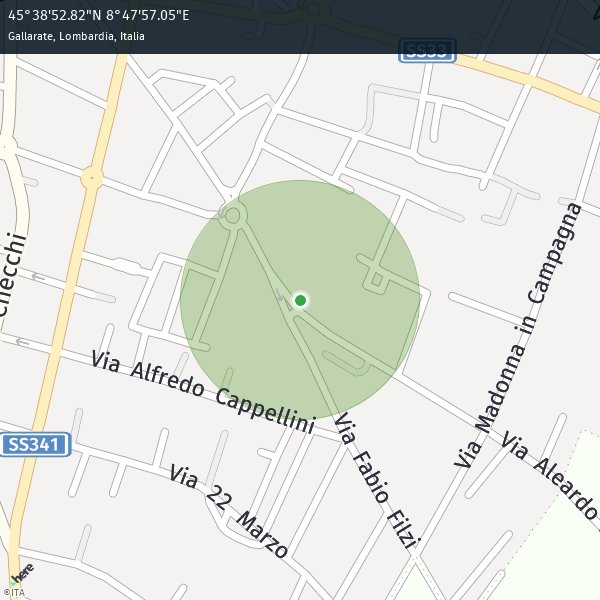 45°38'52.82"N 8°47'57.05"E
Gallarate, Lombardia, Italia
SS33
Checchi
Via Madonna in Campagna
Via Alfredo Cappellini
SS341
Via Fabio Filzi
Via Aleardo
Via 22 Marzo
here
©ITA